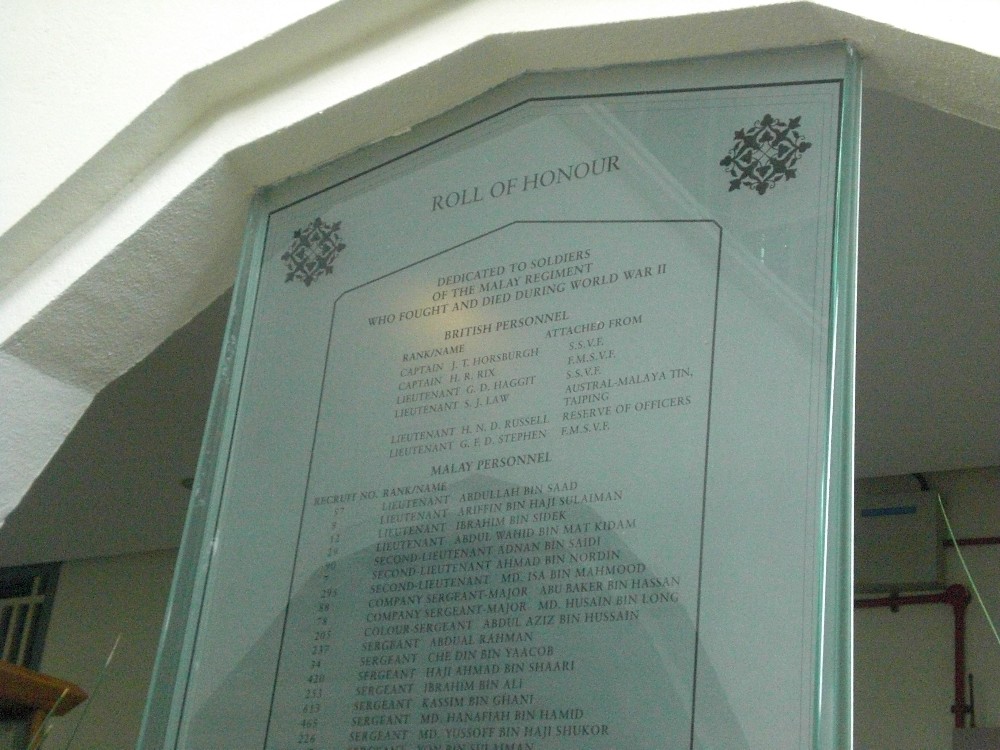 ROLL OF HONOUR
DEDICATED TO SOLDIERS
OF THE MALAY REGIMENT
WHO FOUGHT AND DIED DURING WORLD WAR II
BRITISH PERSONNEL
RANK/NAME ATTACHED FROM
CAPTAIN J. T. HORSBURGH S.S.V.F.
CAPTAIN H. R. RIX F.M.S.V.F.
LIEUTENANT G. D. HAGGIT S.S.V.F.
LIEUTENANT S. J. LAW AUSTRAL-MALAYA TIN,
TAIPING
LIEUTENANT H. N. D. RUSSELL RESERVE OF OFFICERS
LIEUTENANT G. F. D. STEPHEN F.M.S.V.F.
MALAY PERSONNEL
RECRUIT NO. RANK/NAME
57 LIEUTENANT ABDULLAH BIN SAAD
LIEUTENANT ARIFFIN BIN HAJI SULAIMAN
12 LIEUTENANT IBRAHIM BIN SIDEK
LIEUTENANT ABDUL WAHID BIN MAT KIDAM
90 SECOND-LIEUTENANT ADNAN BIN SAIDI
7 SECOND-LIEUTENANT AHMAD BIN NORDIN
293 SECOND-LIEUTENANT MD. ISA BIN MAHMOOD
88 COMPANY SERGEANT-MAJOR ABU BAKER BIN HASSAN
78 COMPANY SERGEANT-MAJOR MD. HUSAIN BIN LONG
205 COLOUR-SERGEANT ABDUL AZIZ BIN HUSSAIN
237 SERGEANT ABDUAL RAHMAN
24 SERGEANT CHE DIN BIN YAACOB
420 SERGEANT HAJI AHMAD BIN SHAARI
253 SERGEANT IBRAHIM BIN ALI
613 SERGEANT KASSIM BIN GHANI
465 SERGEANT MD. HANAFIAH BIN HAMID
226 SERGEANT MD. YUSSOFF BIN HAJI SHUKOR
SERGEANT BIN SULAIMAN